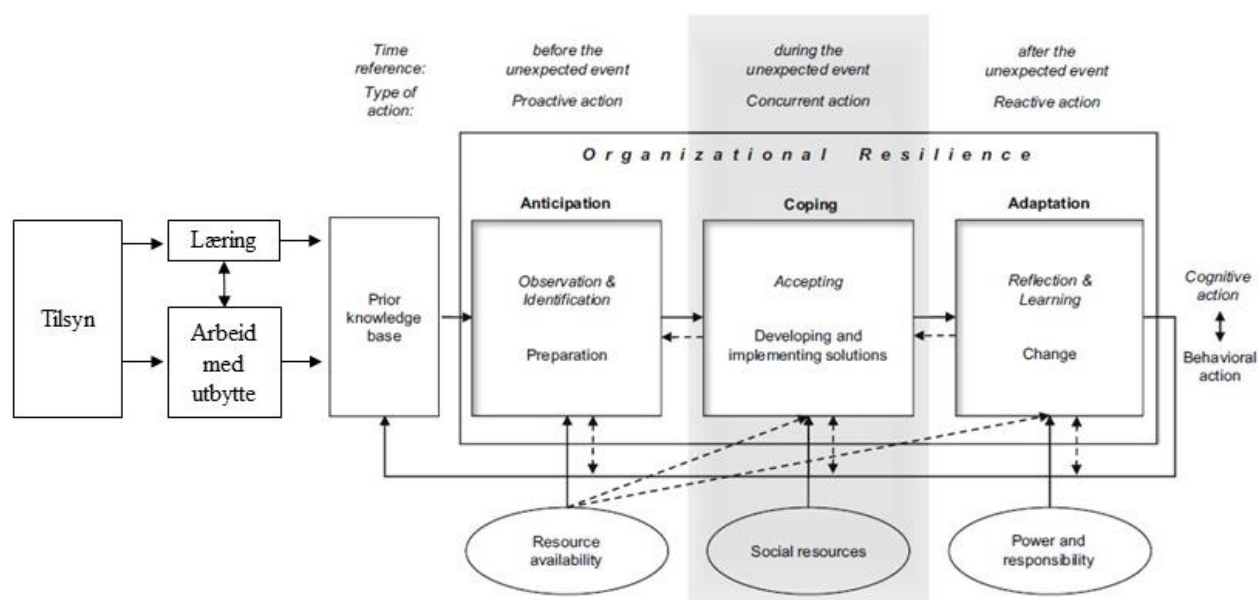 Time
reference:
before the
unexpected event
during the
unexpected event
after the
unexpected event
Type of
action:
Proactive action
Concurrent action
Reactive action
Organizational Resilience
Anticipation
Coping
Adaptation
Tilsyn
Læring
Arbeid
med
utbytte
Prior
knowledge
base
Observation &
Identification
Preparation
Accepting
Developing and
implementing solutions
Reflection &
Learning
Change
Cognitive
action
Behavioral
action
Resource
availability
Social resources
Power and
responsibility